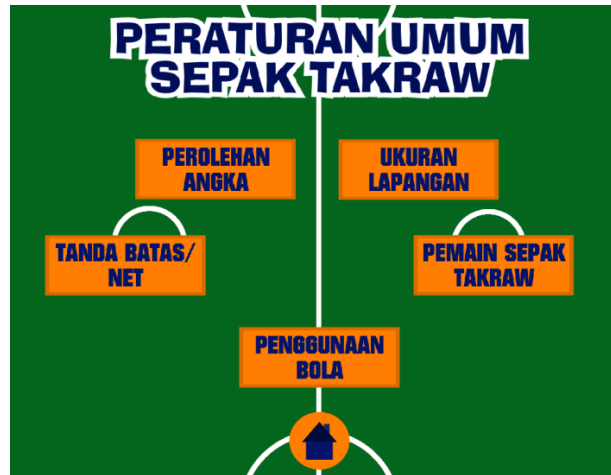 PERATURAN UMUM
SEPAK TAKRAW
PEROLEHAN
ANGKA
UKURAN
LAPANGAN
TANDA BATAS/
NET
PEMAIN SEPAK
TAKRAW
PENGGUNAAN
BOLA